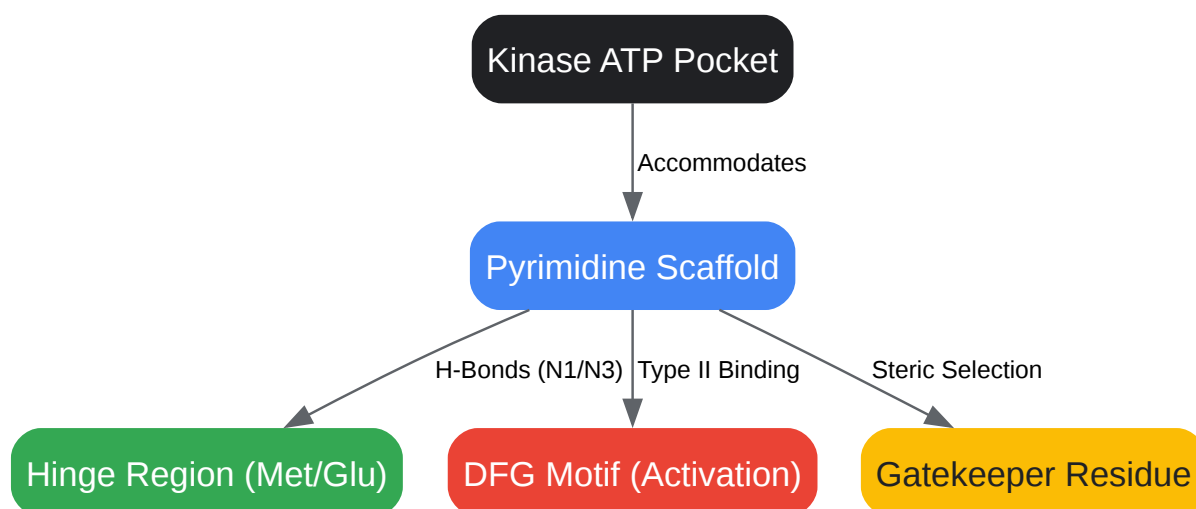 Kinase ATP Pocket
Accommodates
Pyrimidine Scaffold
H-Bonds (N1/N3)
Type II Binding
Steric Selection
Hinge Region (Met/Glu)
DFG Motif (Activation)
Gatekeeper Residue